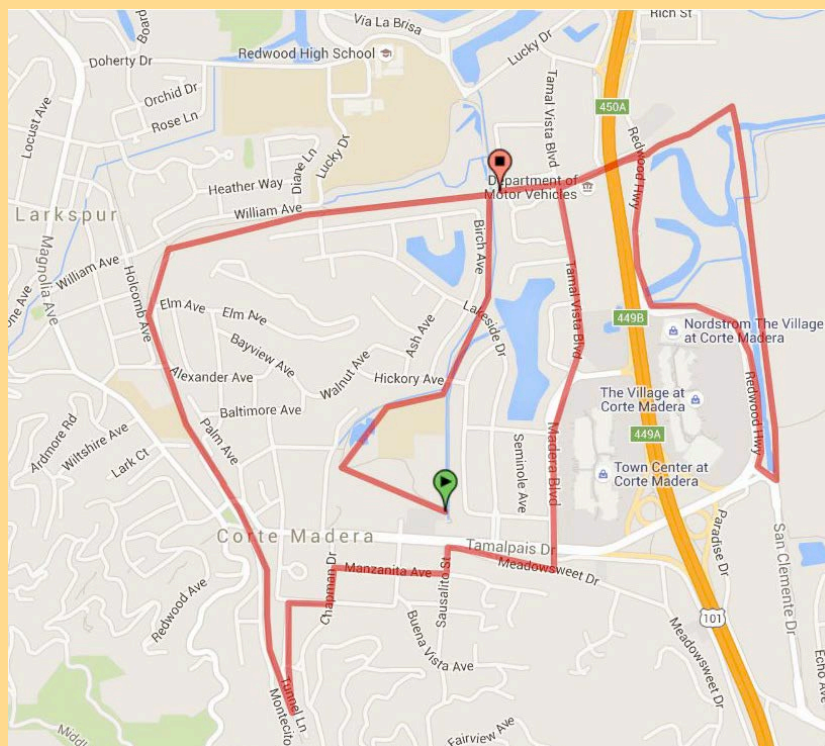 Via La Brisa
Rich St
Board
Redwood High School
Lucky Dr
Doherty Dr
Tamal Vista Blvd
Orchid Dr
450A
Locust Ave
Rose Ln
Redwood Hwy
Diane Ln
Lucky Dr
Department of
Motor Vehicles
Heather Way
William Ave
Larkspur
Magnolia Ave
Birch Ave
William Ave
Holcomb Ave
Tamal Vista Blvd
one Ave
Elm Ave
Elm Ave
Lakeside Dr
449B
Nordstrom The Village
at Corte Madera
Ash Ave
Bayview Ave
Walnut Ave
Hickory Ave
Alexander Ave
Redwood Hwy
The Village at
Corte Madera
Baltimore Ave
Ardmore Rd
Palm Ave
Wiltshire Ave
Seminole Ave
Madera Blvd
449A
Lark Ct
Town Center at
Corte Madera
Corte Madera
Tamalpais Dr
Paradise Dr
Chapman Dr
Manzanita Ave
Sausalito St
Meadowsweet Dr
San Clemente Dr
Redwood Ave
101
Buena Vista Ave
Meadowsweet Dr
Echo Ave
Tunnel Ln
Montecito
Fairview Ave
Middle